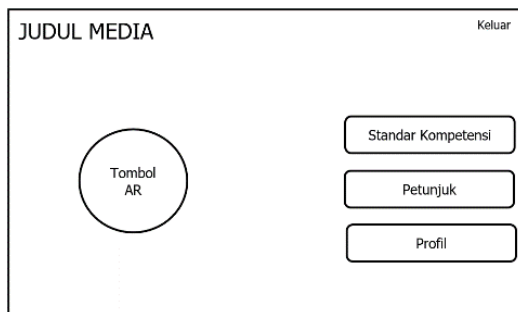 JUDUL MEDIA
Keluar
Standar Kompetensi
Tombol
AR
Petunjuk
Profil